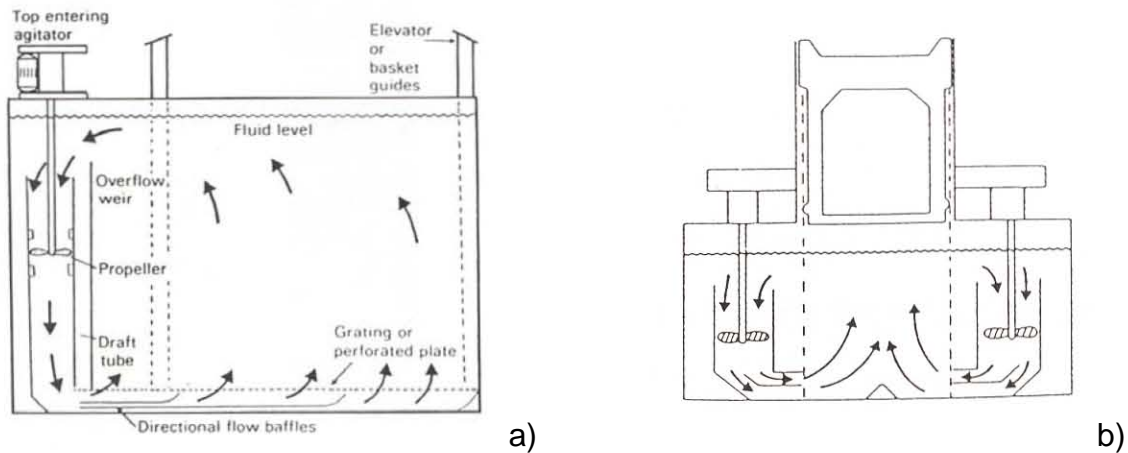 Top entering
agitator
Elevator
or
basket
guides
Fluid level
Overflow
weir
Propeller
Grating or
perforated plate
Draft
tube
Directional flow baffles
a)
b)